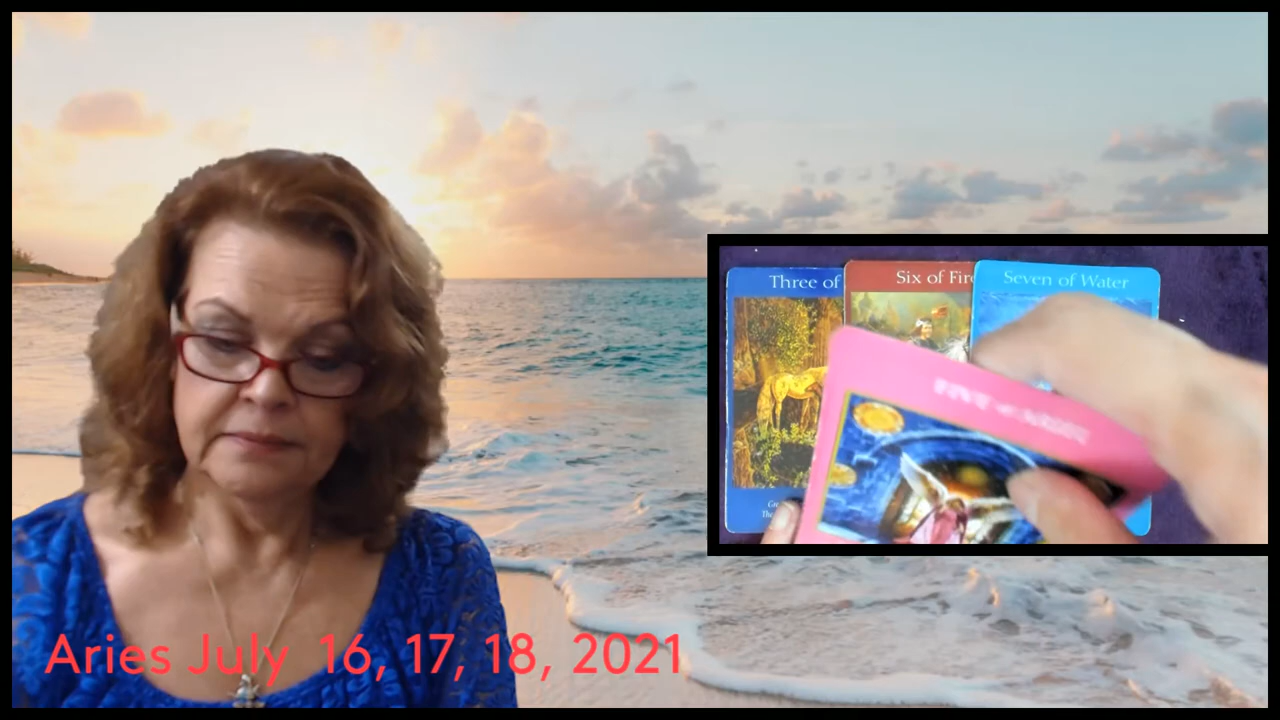 Three of
Six of Fire
Seven of Water
Aries July 16, 17, 18, 2021